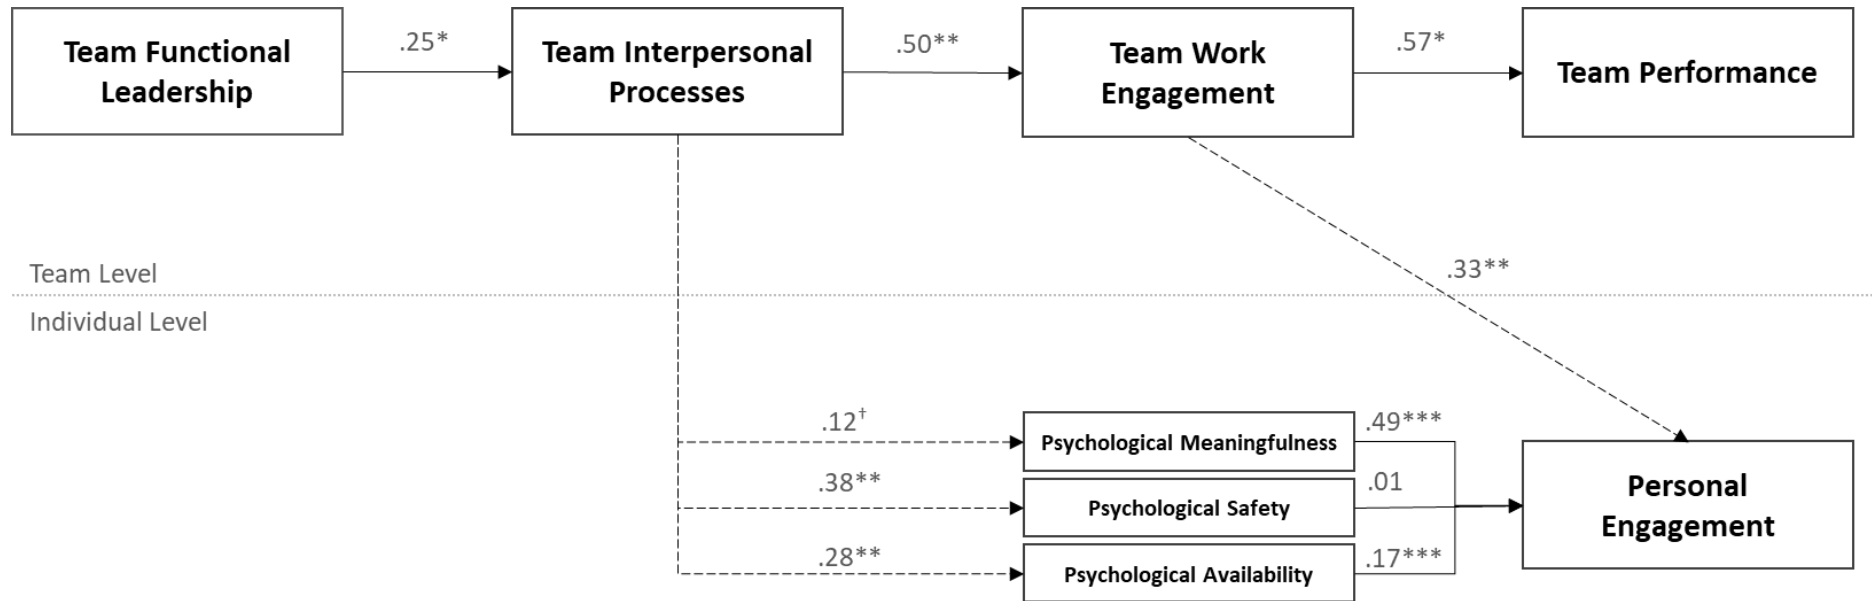 Team Functional
Leadership
.25*
Team Interpersonal
Processes
.50**
Team Work
Engagement
.57*
Team Performance
Team Level
.33**
Individual Level
.12†
Psychological Meaningfulness
.49***
.38**
Psychological Safety
.01
.28**
Psychological Availability
.17***
Personal
Engagement